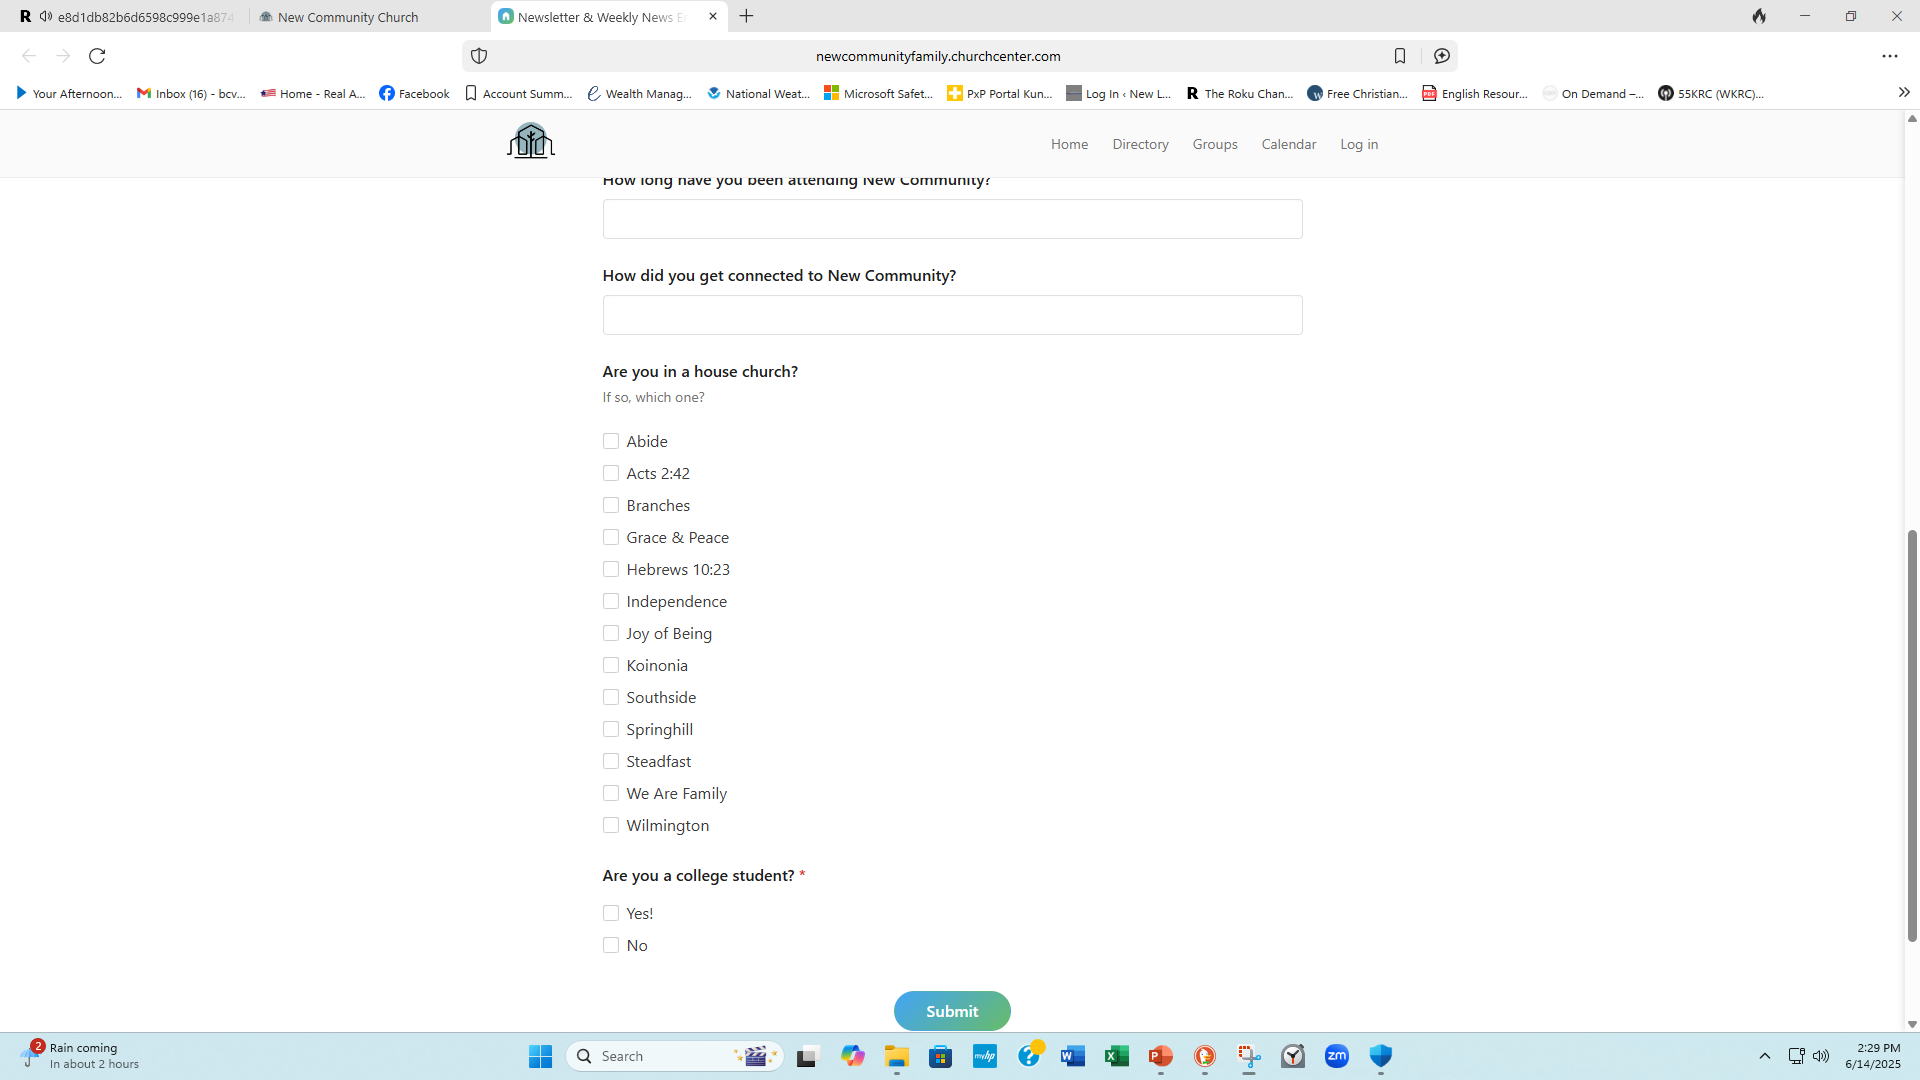 e8d1db82b6d6598c999e1a874
New Community Church
Newsletter & Weekly News E
newcommunityfamily.churchcenter.com
Your Afternoon...
Inbox (16) - bcv...
Home - Real A...
Facebook
Account Summ...
Wealth Manag...
National Weat...
Microsoft Safet...
PxP Portal Kun...
Log In ‹ New L...
The Roku Chan...
Free Christian...
English Resour...
On Demand –...
55KRC (WKRC)...
Home
Directory
Groups
Calendar
Log in
How long have you been attending New Community?
How did you get connected to New Community?
Are you in a house church?
If so, which one?
Abide
Acts 2:42
Branches
Grace & Peace
Hebrews 10:23
Independence
Joy of Being
Koinonia
Southside
Springhill
Steadfast
We Are Family
Wilmington
Are you a college student? *
Yes!
No
Submit
2
Rain coming
In about 2 hours
Search
myhp
zm
2:29 PM
6/14/2025